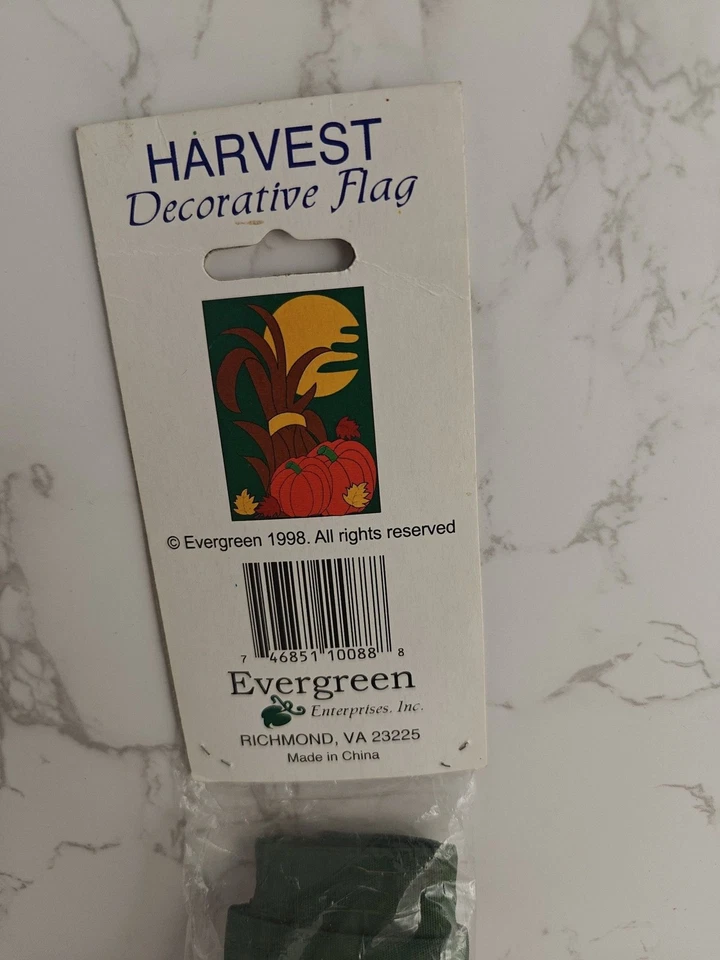 HARVEST
Decorative Flag
© Evergreen 1998. All rights reserved
7 46851 10088 8
Evergreen
Enterprises, Inc.
RICHMOND, VA 23225
Made in China